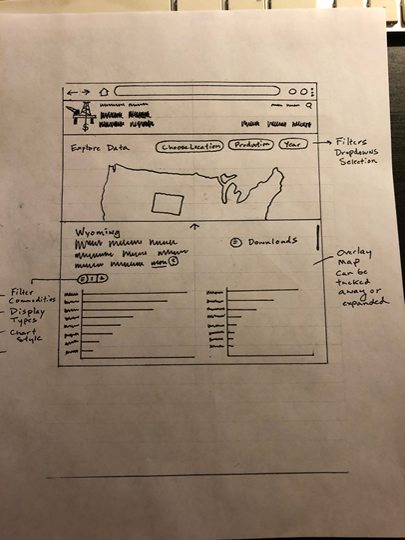 $
Explore Data
Choose Location
Prodution
Year
Filters
Dropdowns
Selection
Wyoming
Downloads
Overlay
Map
can be
tucked
away or
expanded
Filter
Commodities
Display
Types
Chart
Style